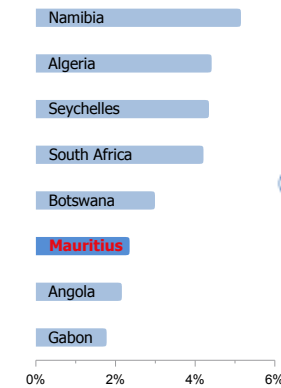 Namibia
Algeria
Seychelles
South Africa
Botswana
Mauritius
Angola
Gabon
0% 2% 4% 6%